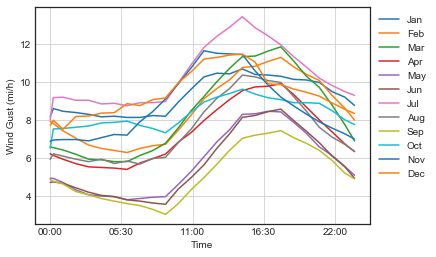 Wind Gust (mi/h)
12
10
8
6
4
00:00 05:30 11:00 16:30 22:00
Time
Jan
Feb
Mar
Apr
May
Jun
Jul
Aug
Sep
Oct
Nov
Dec